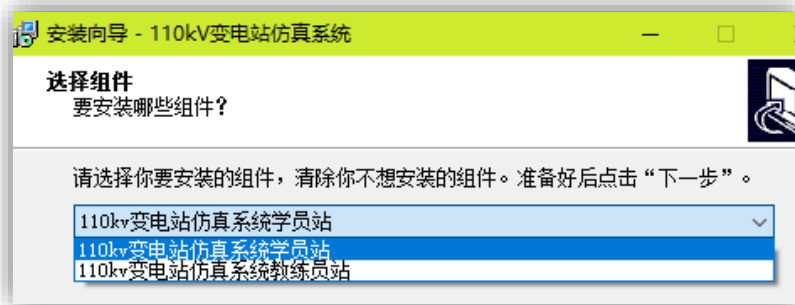 安装向导 - 110kV变电站仿真系统
选择组件
要安装哪些组件?
请选择你要安装的组件，清除你不想安装的组件。准备好后点击“下一步”。
110kv变电站仿真系统学员站
110kv变电站仿真系统学员站
110kv变电站仿真系统教练员站